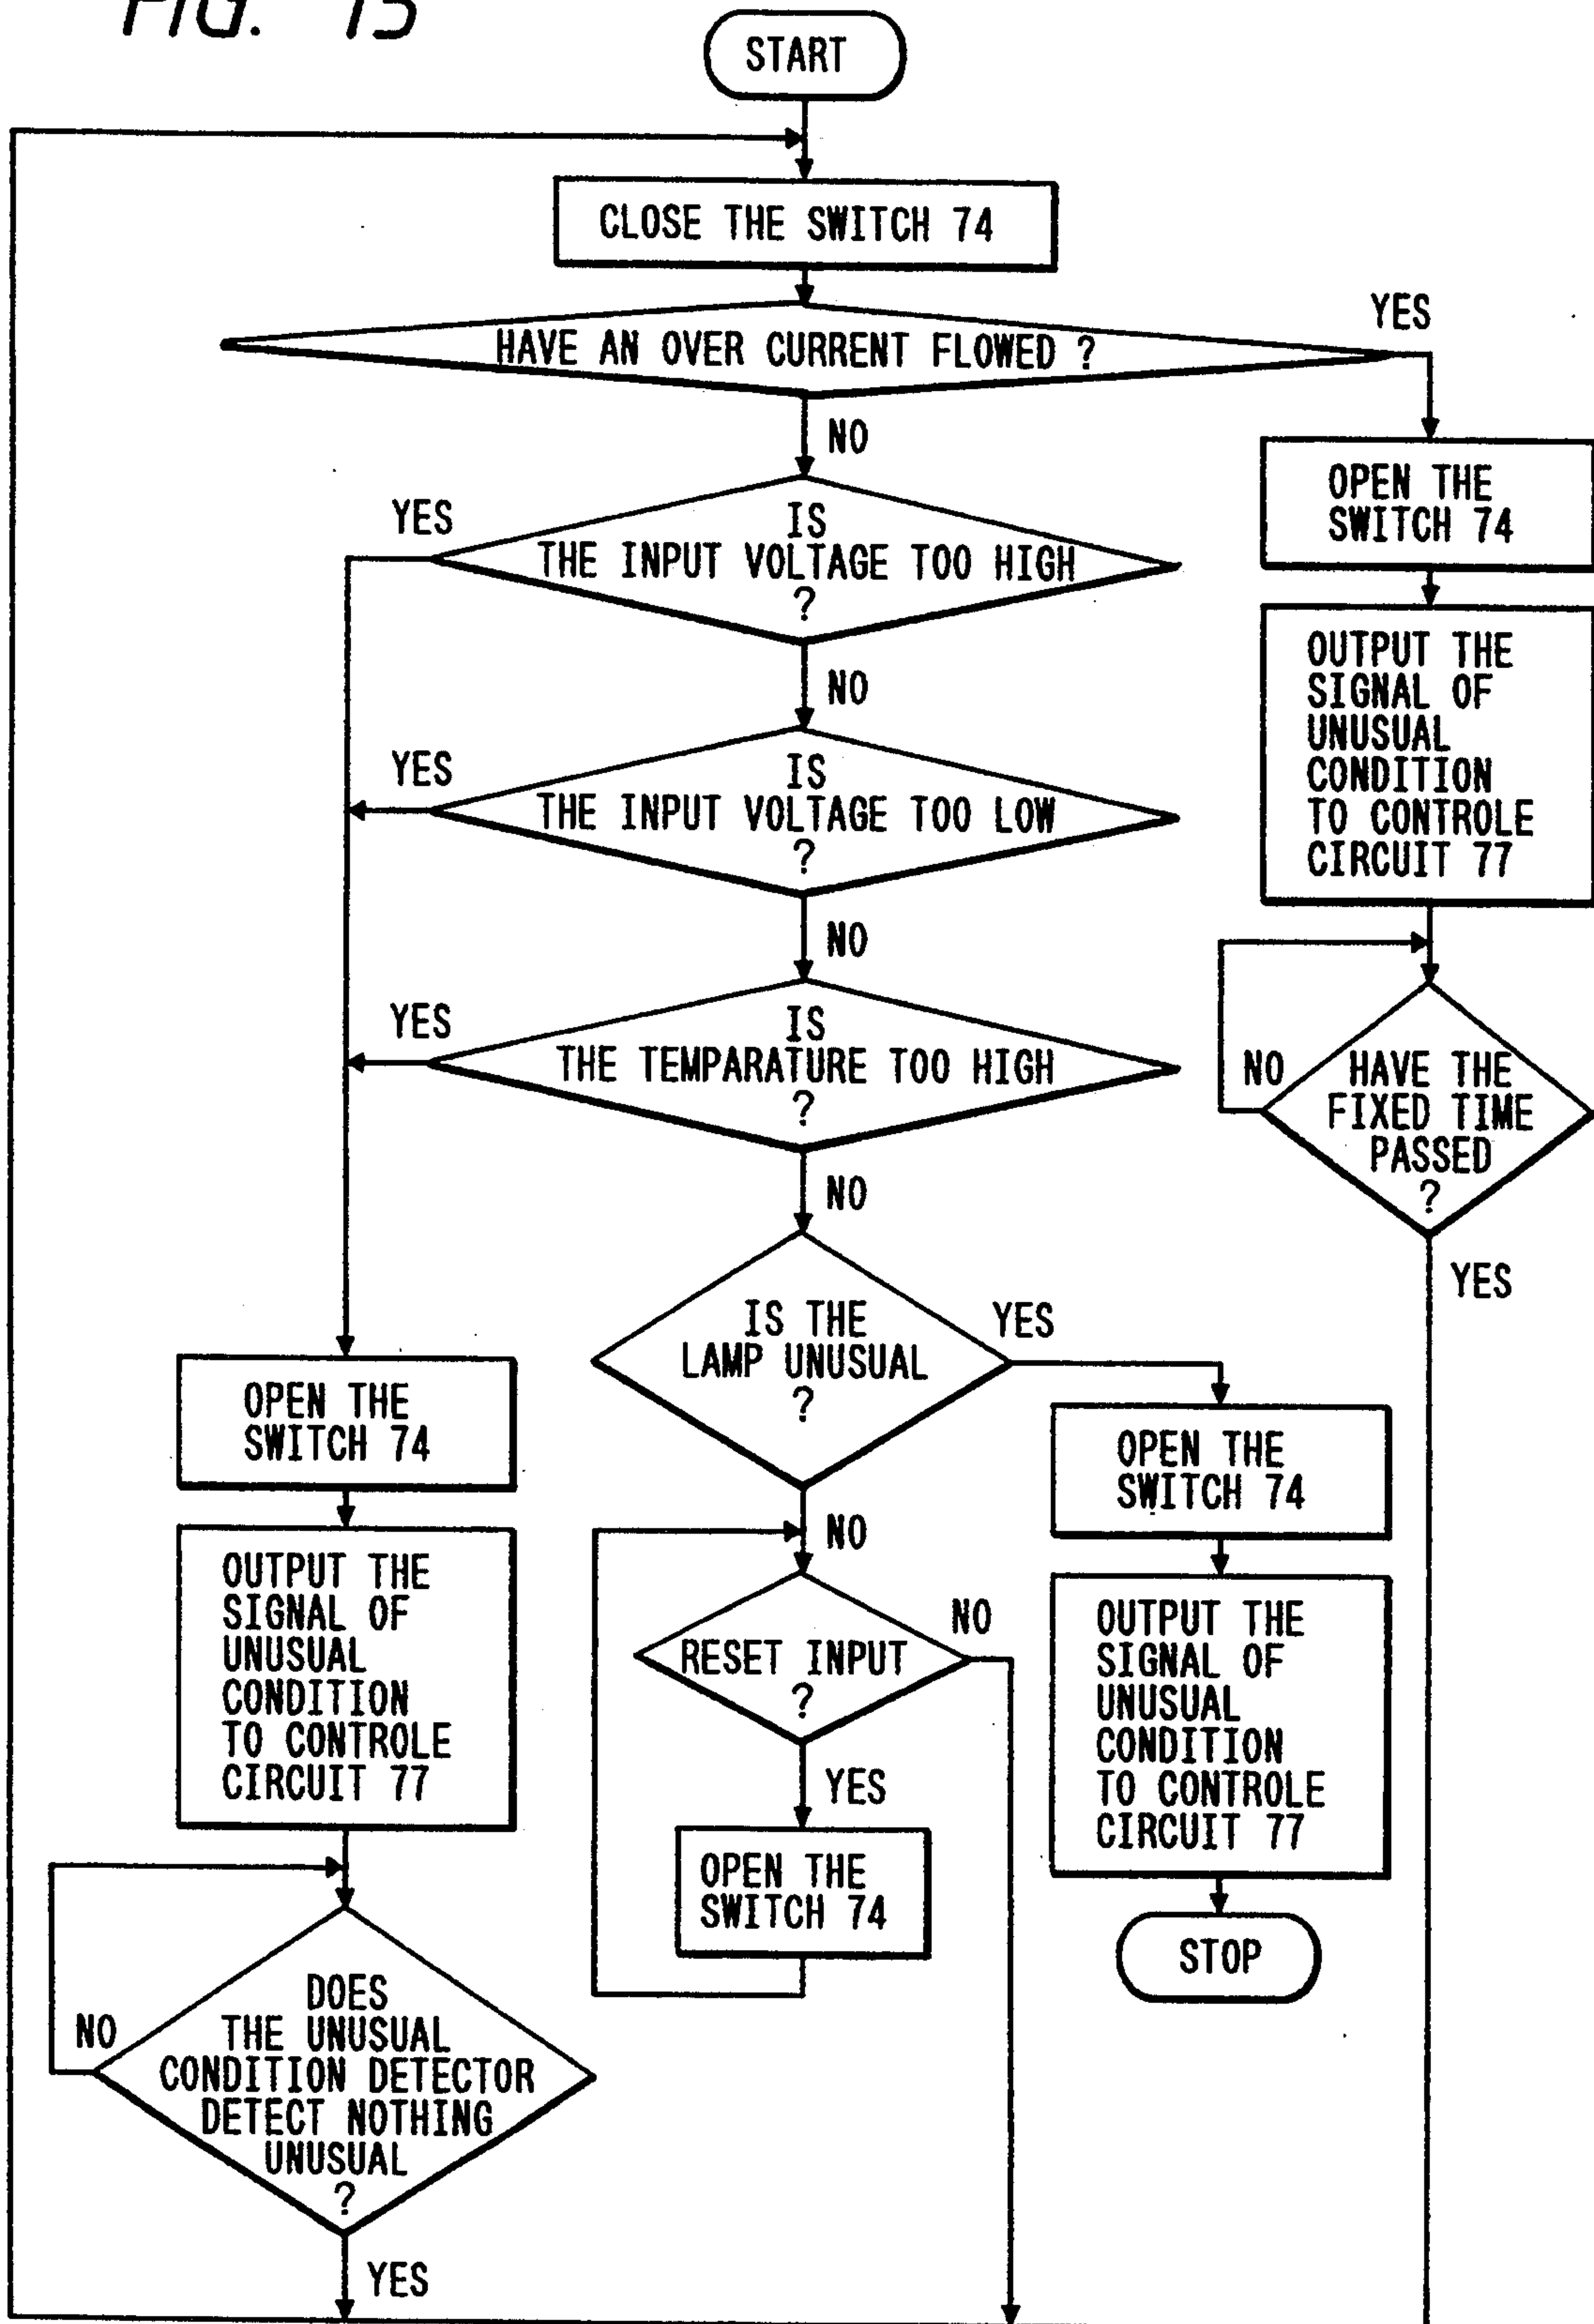 FIG. 15
START
CLOSE THE SWITCH 74
HAVE AN OVER CURRENT FLOWED ?
YES
NO
OPEN THE
SWITCH 74
YES
IS
THE INPUT VOLTAGE TOO HIGH
?
OUTPUT THE
SIGNAL OF
UNUSUAL
CONDITION
TO CONTROLE
CIRCUIT 77
NO
YES
IS
THE INPUT VOLTAGE TOO LOW
?
NO
YES
IS
THE TEMPARATURE TOO HIGH
?
NO
HAVE THE
FIXED TIME
PASSED
?
YES
NO
IS THE
LAMP UNUSUAL
?
YES
OPEN THE
SWITCH 74
OPEN THE
SWITCH 74
NO
OUTPUT THE
SIGNAL OF
UNUSUAL
CONDITION
TO CONTROLE
CIRCUIT 77
RESET INPUT
?
NO
OUTPUT THE
SIGNAL OF
UNUSUAL
CONDITION
TO CONTROLE
CIRCUIT 77
YES
OPEN THE
SWITCH 74
STOP
NO
DOES
THE UNUSUAL
CONDITION DETECTOR
DETECT NOTHING
UNUSUAL
?
YES